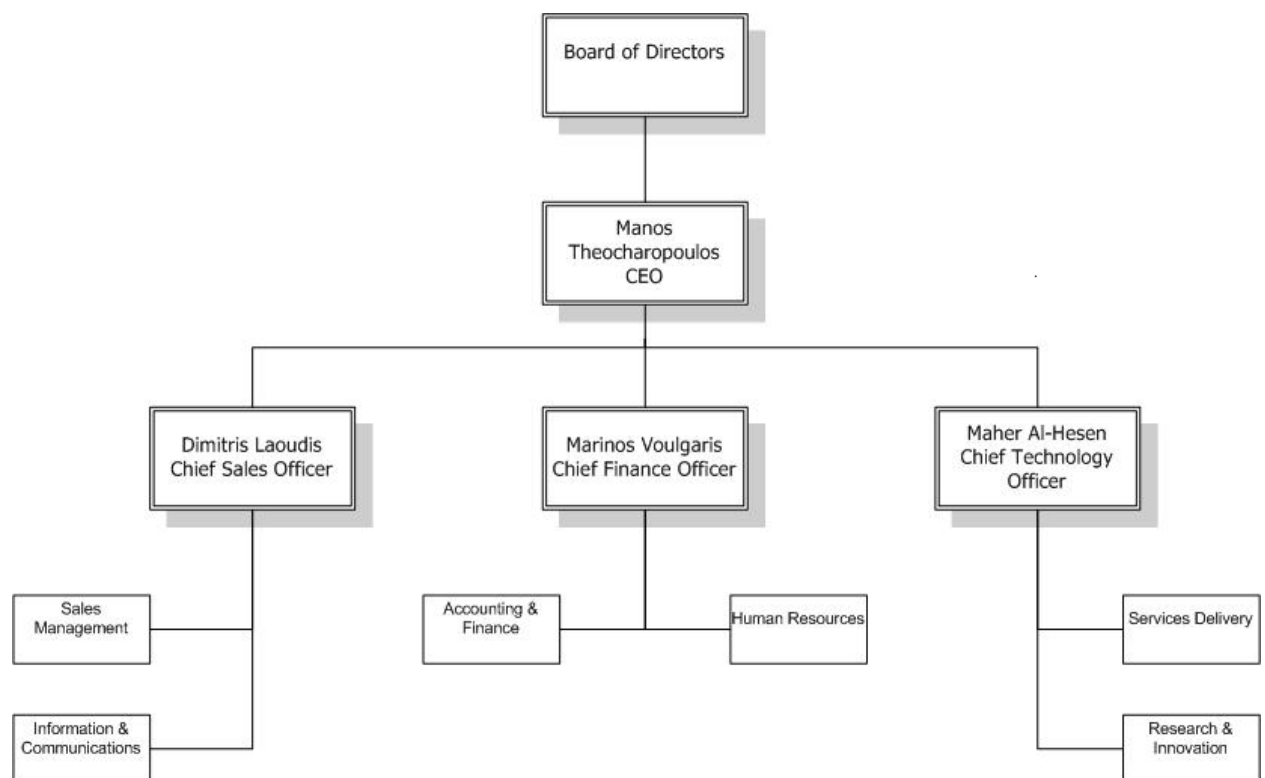 Board of Directors
Manos
Theocharopoulos
CEO
Dimitris Laoudis
Chief Sales Officer
Marinos Voulgaris
Chief Finance Officer
Maher Al-Hesen
Chief Technology
Officer
Sales
Management
Accounting &
Finance
Human Resources
Services Delivery
Information &
Communications
Research &
Innovation